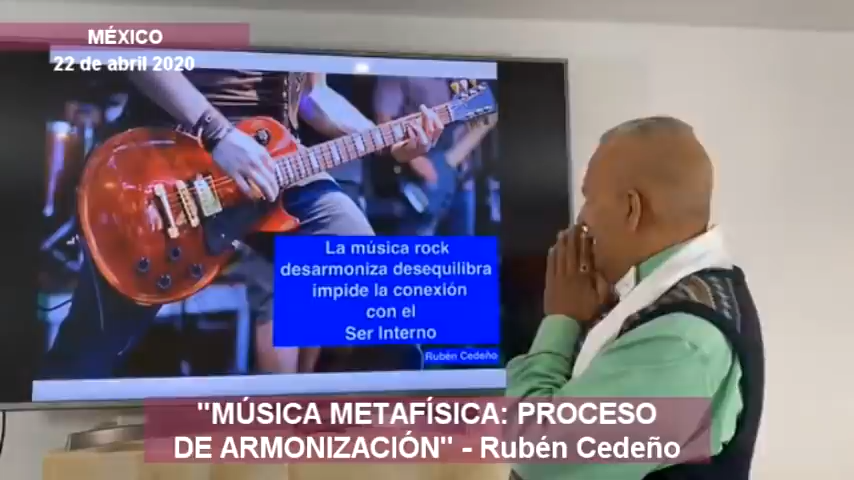 MÉXICO
22 de abril 2020
La música rock
desarmoniza desequilibra
impide la conexión
con el
Ser Interno
Rubén Cedeño
"MÚSICA METAFÍSICA: PROCESO
DE ARMONIZACIÓN" - Rubén Cedeño